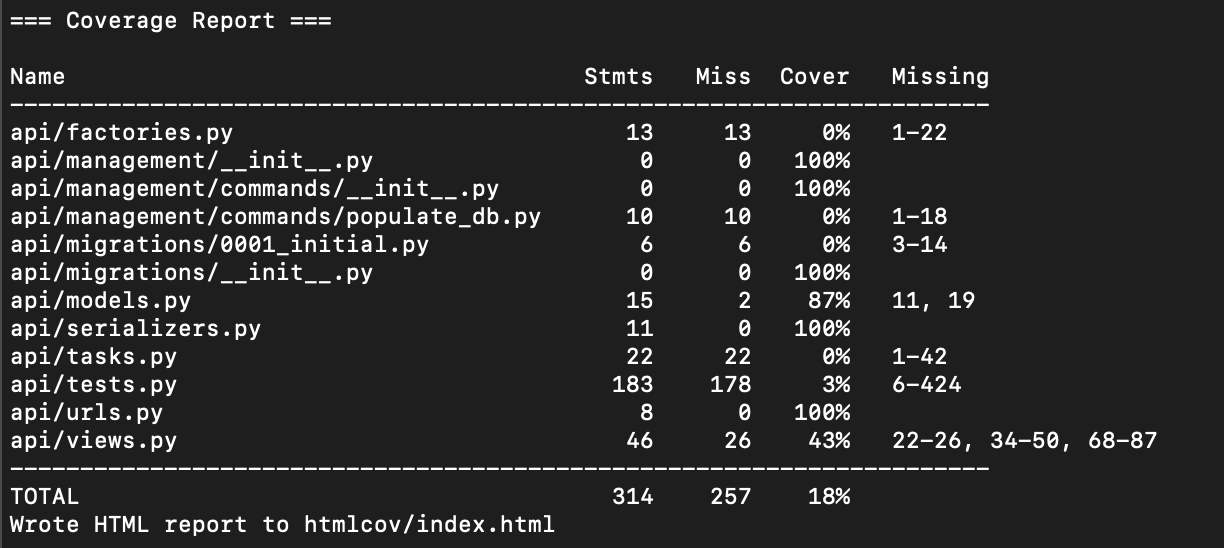 === Coverage Report ===
Name Stmts Miss Cover Missing
----------------------------------------------------------------------
api/factories.py 13 13 0% 1-22
api/management/__init__.py 0 0 100%
api/management/commands/__init__.py 0 0 100%
api/management/commands/populate_db.py 10 10 0% 1-18
api/migrations/0001_initial.py 6 6 0% 3-14
api/migrations/__init__.py 0 0 100%
api/models.py 15 2 87% 11, 19
api/serializers.py 11 0 100%
api/tasks.py 22 22 0% 1-42
api/tests.py 183 178 3% 6-424
api/urls.py 8 0 100%
api/views.py 46 26 43% 22-26, 34-50, 68-87
----------------------------------------------------------------------
TOTAL 314 257 18%
Wrote HTML report to htmlcov/index.html